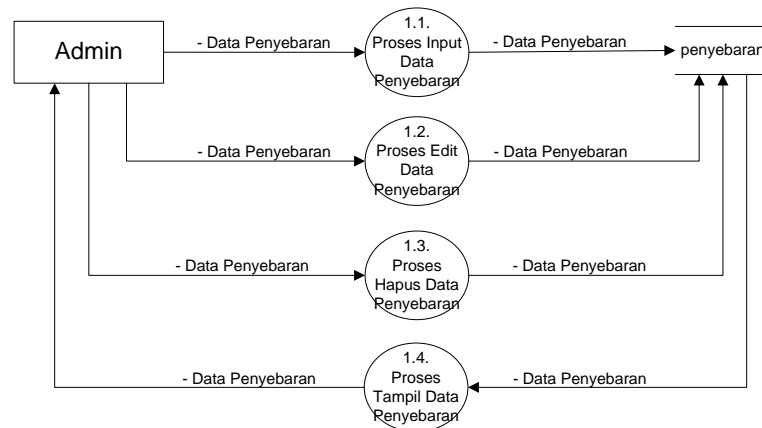 Admin
- Data Penyebaran
1.1.
Proses Input
Data
Penyebaran
- Data Penyebaran
penyebaran
- Data Penyebaran
1.2.
Proses Edit
Data
Penyebaran
- Data Penyebaran
- Data Penyebaran
1.3.
Proses
Hapus Data
Penyebaran
- Data Penyebaran
- Data Penyebaran
1.4.
Proses
Tampil Data
Penyebaran
- Data Penyebaran